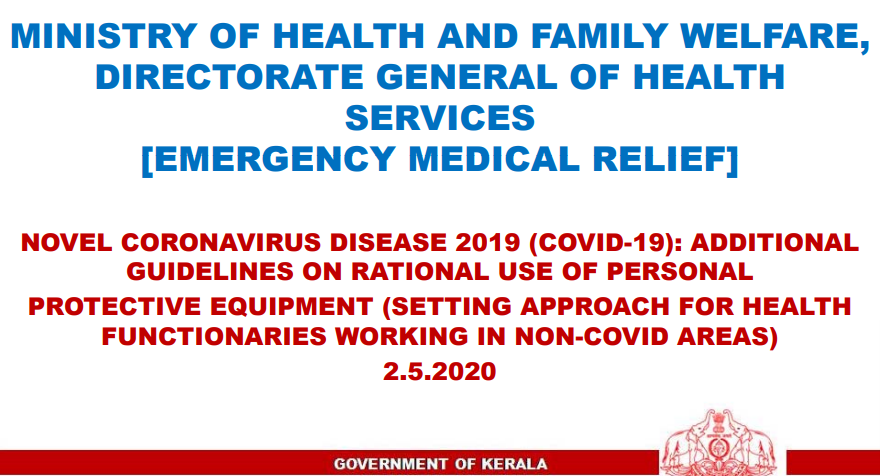 MINISTRY OF HEALTH AND FAMILY WELFARE,
DIRECTORATE GENERAL OF HEALTH
SERVICES
[EMERGENCY MEDICAL RELIEF]
NOVEL CORONAVIRUS DISEASE 2019 (COVID-19): ADDITIONAL
GUIDELINES ON RATIONAL USE OF PERSONAL
PROTECTIVE EQUIPMENT (SETTING APPROACH FOR HEALTH
FUNCTIONARIES WORKING IN NON-COVID AREAS)
2.5.2020
GOVERNMENT OF KERALA